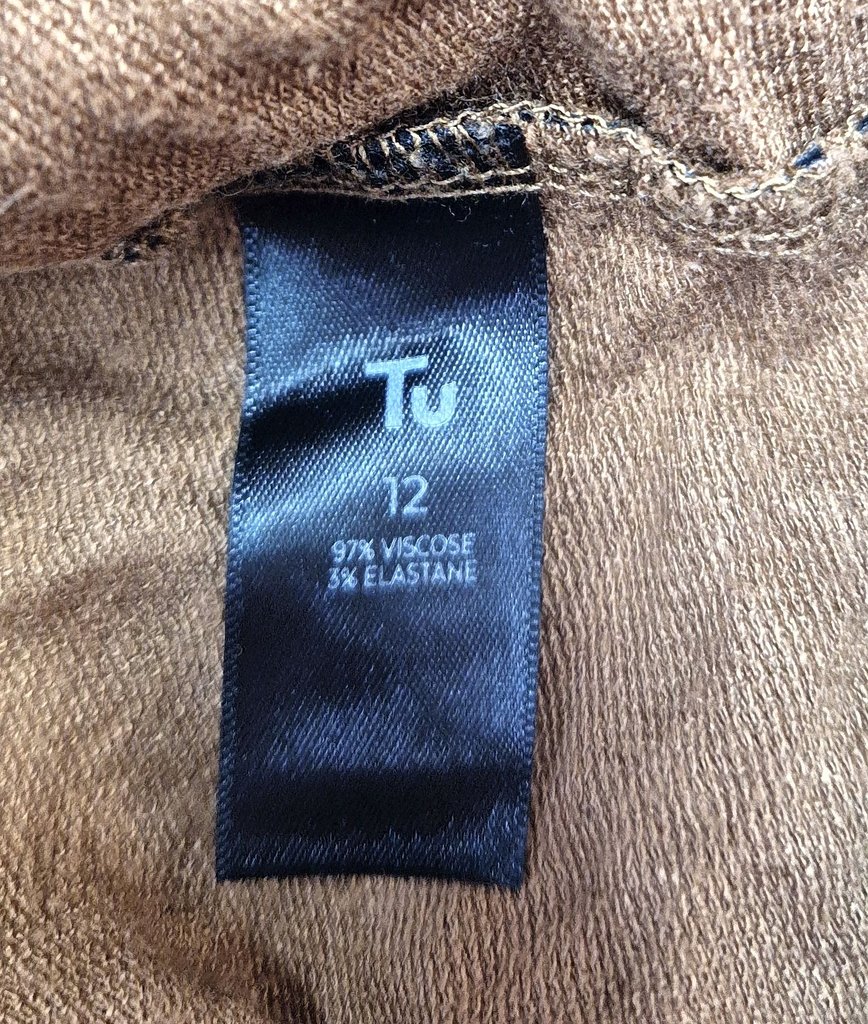 Tu
12
97% VISCOSE
3% ELASTANE